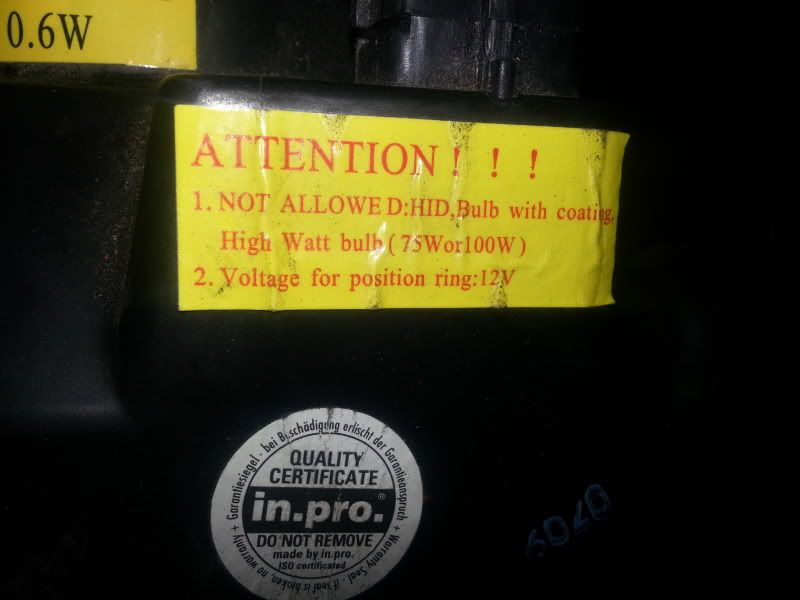 0.6W
ATTENTION! ! !
1. NOT ALLOWED:HID,Bulb with coating,
High Watt bulb(75Wor100W)
2. Voltage for position ring:12V
+ Garantiesiegel - bei Beschädigung erlischt der Garantieanspruch +
QUALITY
CERTIFICATE
in.pro.®
DO NOT REMOVE
made by in.pro.
ISO certificated
Warranty Seal - if seal is broken, no warranty